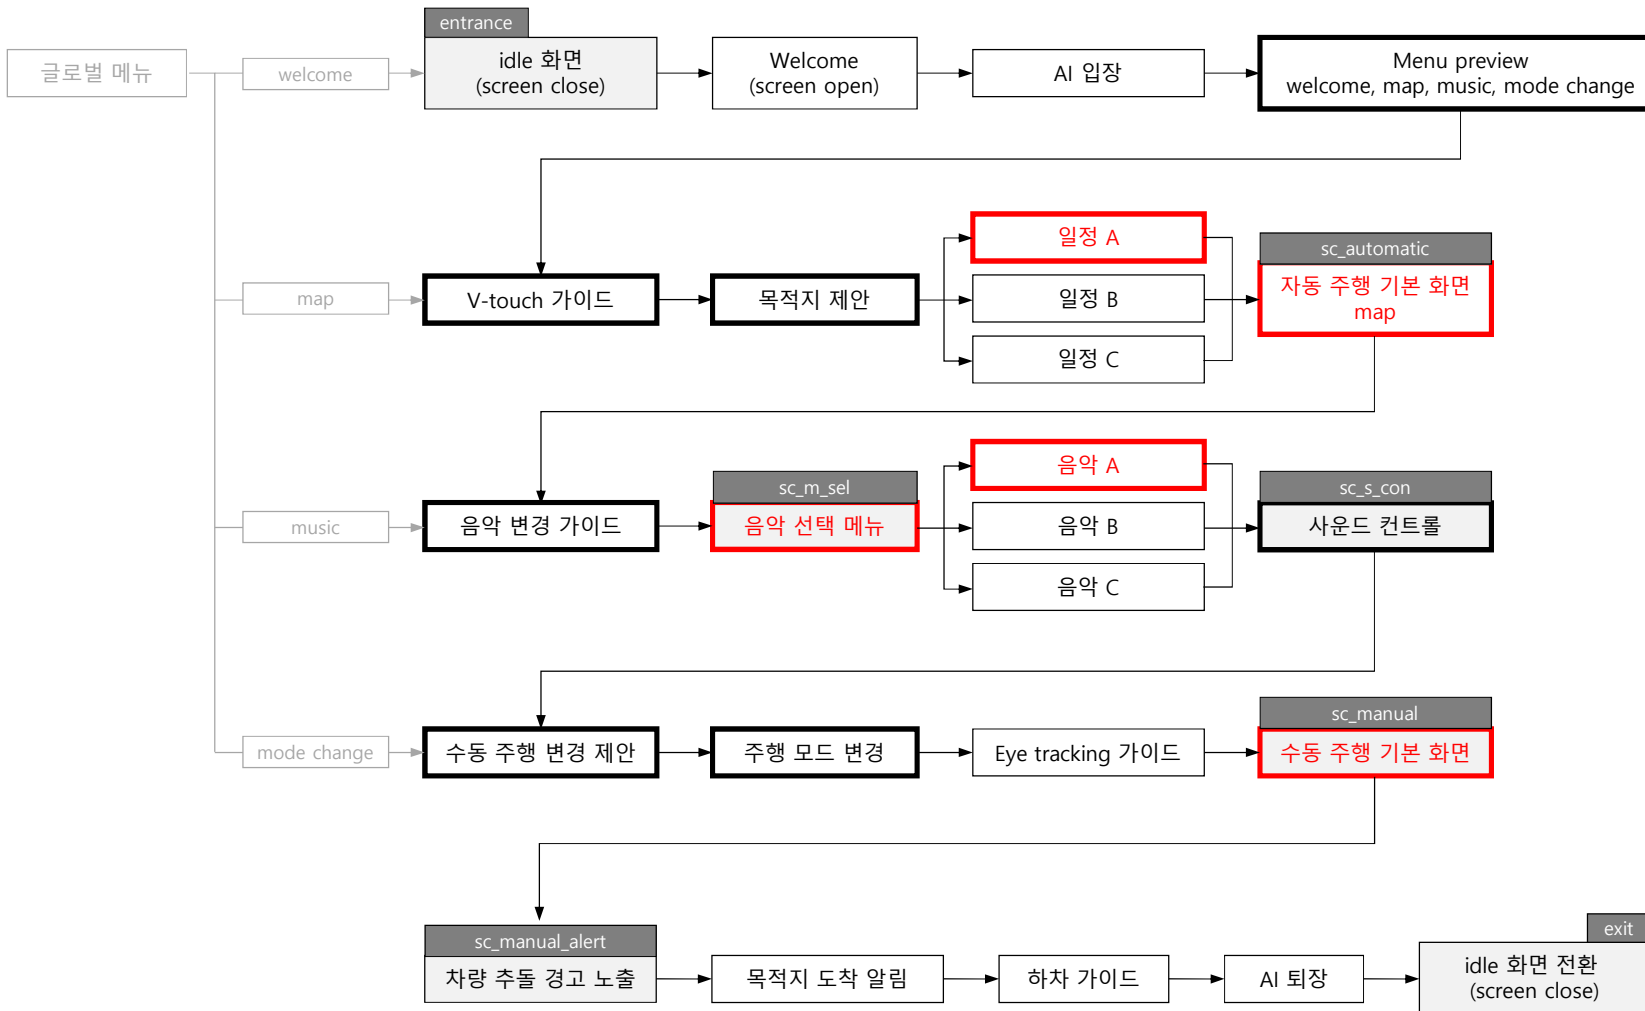 entrance
글로벌 메뉴
welcome
idle 화면
(screen close)
Welcome
(screen open)
AI 입장
Menu preview
welcome, map, music, mode change
map
V-touch 가이드
목적지 제안
일정 A
일정 B
일정 C
sc_automatic
자동 주행 기본 화면
map
music
음악 변경 가이드
sc_m_sel
음악 선택 메뉴
음악 A
음악 B
음악 C
sc_s_con
사운드 컨트롤
mode change
수동 주행 변경 제안
주행 모드 변경
Eye tracking 가이드
sc_manual
수동 주행 기본 화면
sc_manual_alert
차량 추돌 경고 노출
목적지 도착 알림
하차 가이드
AI 퇴장
exit
idle 화면 전환
(screen close)